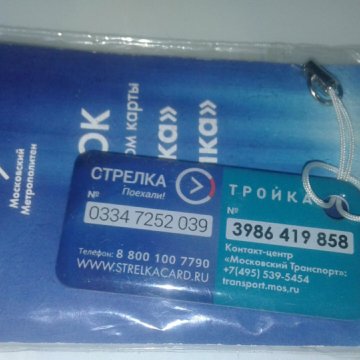 Московский
Метрополитен
ОК
ом карты
ка»
йка»
СТРЕЛКА
Поехали!
№
0334 7252 039
Телефон: 8 800 100 7790
WWW.STRELKACARD.RU
ТРОЙКА
№
3986 419 858
Контакт-центр
«Московский Транспорт»:
+7(495) 539-5454
transport.mos.ru